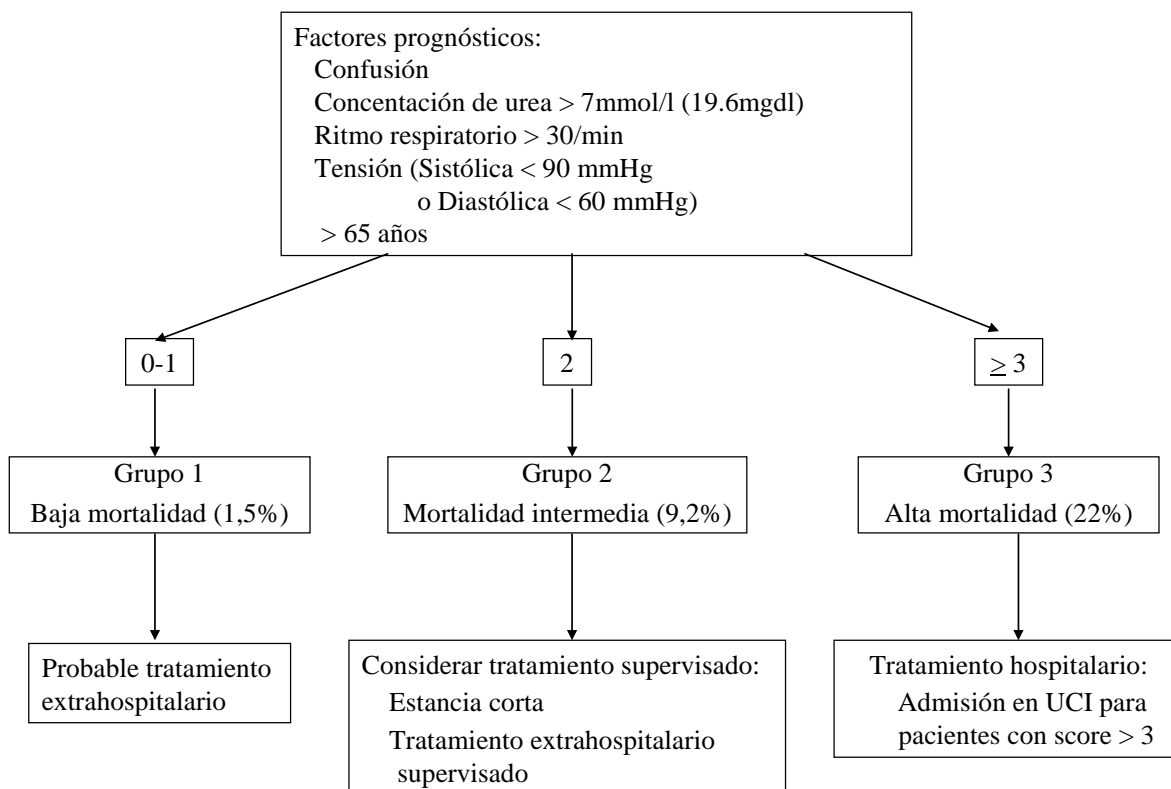 Factores prognósticos:
Confusión
Concentación de urea > 7mmol/l (19.6mgdl)
Ritmo respiratorio > 30/min
Tensión (Sistólica < 90 mmHg
o Diastólica < 60 mmHg)
> 65 años
0-1
2
≥ 3
Grupo 1
Baja mortalidad (1,5%)
Grupo 2
Mortalidad intermedia (9,2%)
Grupo 3
Alta mortalidad (22%)
Probable tratamiento
extrahospitalario
Considerar tratamiento supervisado:
Estancia corta
Tratamiento extrahospitalario
supervisado
Tratamiento hospitalario:
Admisión en UCI para
pacientes con score > 3